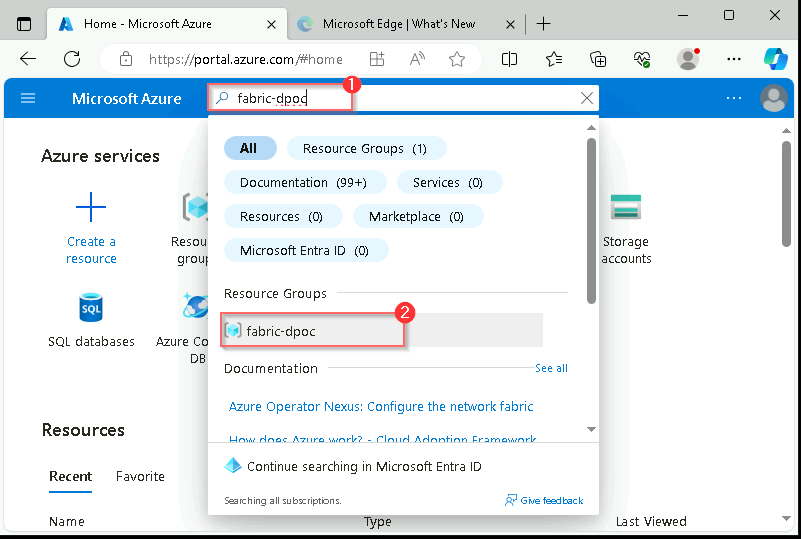 Home - Microsoft Azure
Microsoft Edge | What's New
https://portal.azure.com/#home
Microsoft Azure
fabric-dpoc
1
Azure services
All
Resource Groups (1)
Documentation (99+)
Services (0)
Resources (0)
Marketplace (0)
Microsoft Entra ID (0)
Create a
resource
Storage
accounts
SQL databases
Azure Co
DB
Resource Groups
fabric-dpoc
2
Documentation
See all
Azure Operator Nexus: Configure the network fabric
How does Azure work? - Cloud Adoption Framework
Continue searching in Microsoft Entra ID
Searching all subscriptions.
Give feedback
Resources
Recent
Favorite
Name
Type
Last Viewed